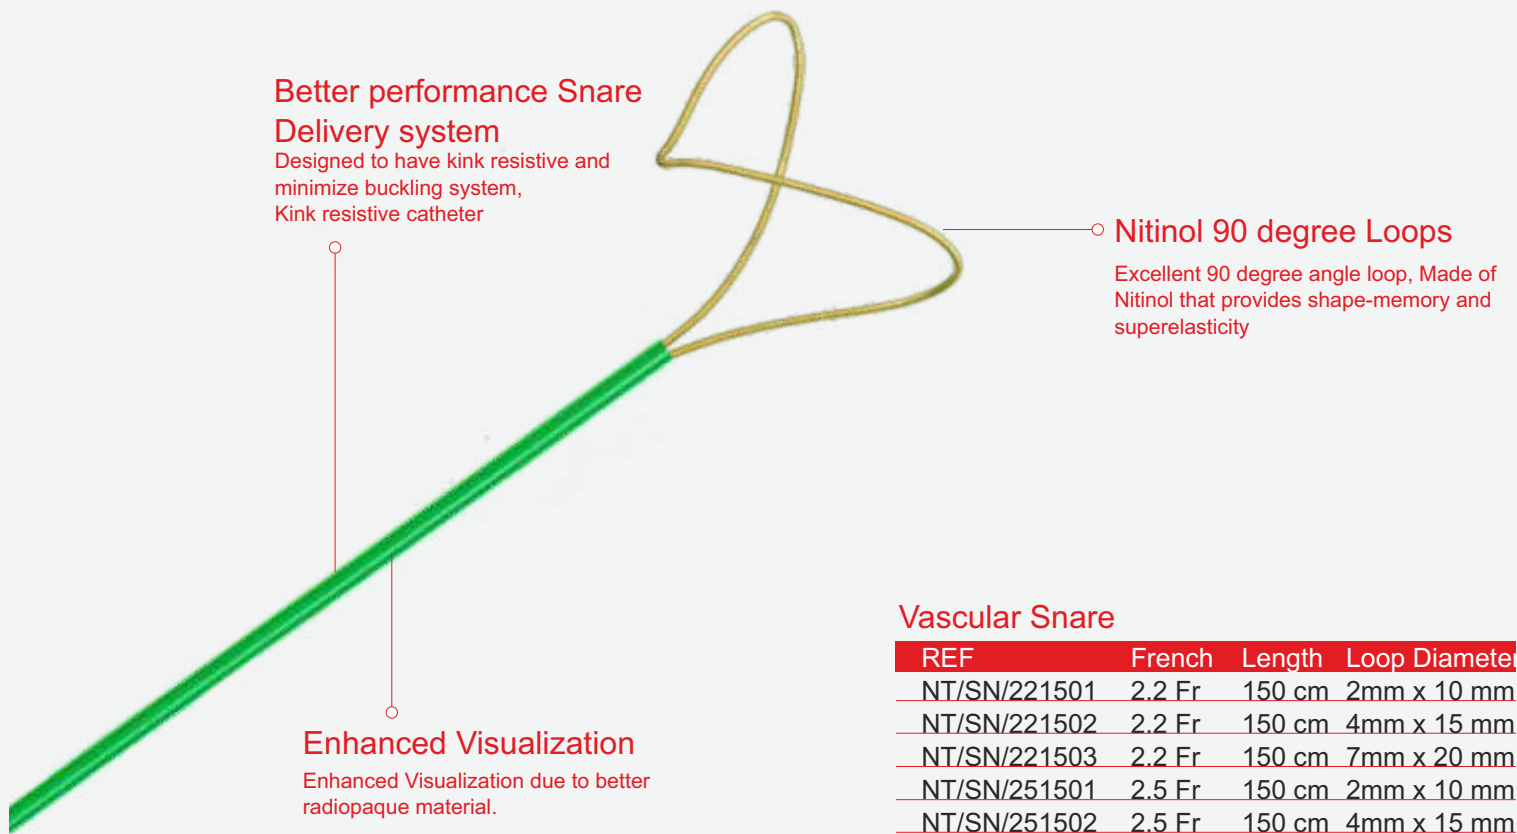 Better performance Snare
Delivery system
Designed to have kink resistive and
minimize buckling system,
Kink resistive catheter
Nitinol 90 degree Loops
Excellent 90 degree angle loop, Made of
Nitinol that provides shape-memory and
superelasticity
Enhanced Visualization
Enhanced Visualization due to better
radiopaque material.
Vascular Snare
REF French Length Loop Diameter
NT/SN/221501 2.2 Fr 150 cm 2mm x 10 mm
NT/SN/221502 2.2 Fr 150 cm 4mm x 15 mm
NT/SN/221503 2.2 Fr 150 cm 7mm x 20 mm
NT/SN/251501 2.5 Fr 150 cm 2mm x 10 mm
NT/SN/251502 2.5 Fr 150 cm 4mm x 15 mm